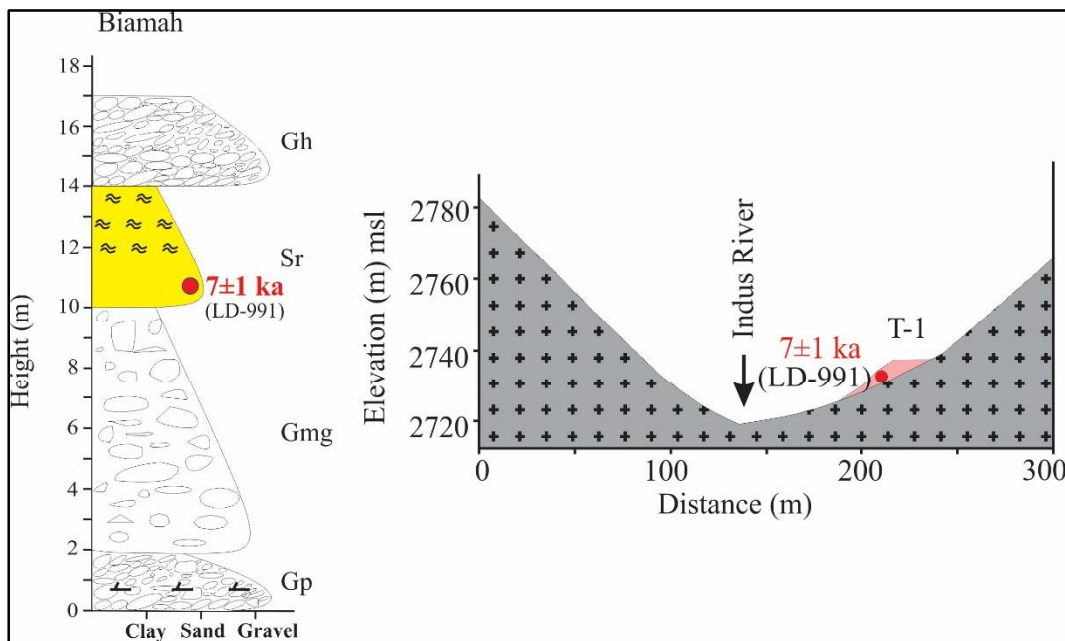 Biamah
18
16
14
12
10
8
6
4
2
0
Height (m)
Gh
Sr
7±1 ka
(LD-991)
Gmg
Gp
Clay Sand Gravel
2780
2760
2740
2720
Elevation (m) msl
Indus River
T-1
7±1 ka
(LD-991)
0 100 200 300
Distance (m)